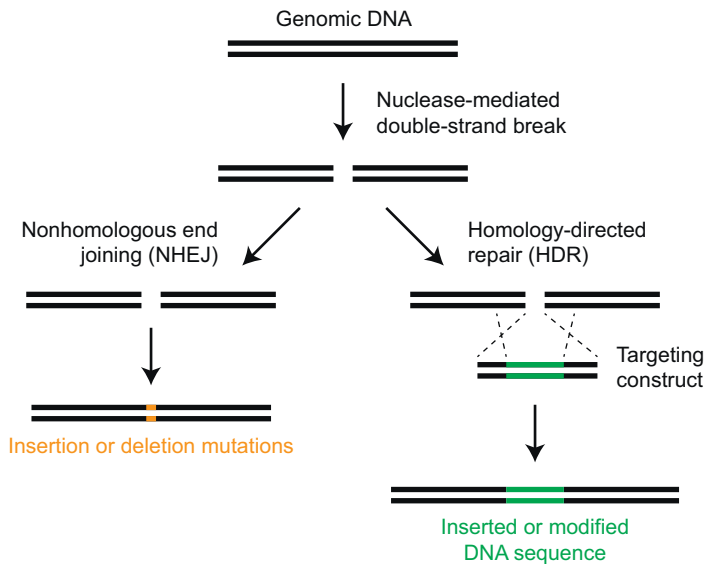 Genomic DNA
Nuclease-mediated
double-strand break
Nonhomologous end
joining (NHEJ)
Homology-directed
repair (HDR)
Targeting
construct
Insertion or deletion mutations
Inserted or modified
DNA sequence